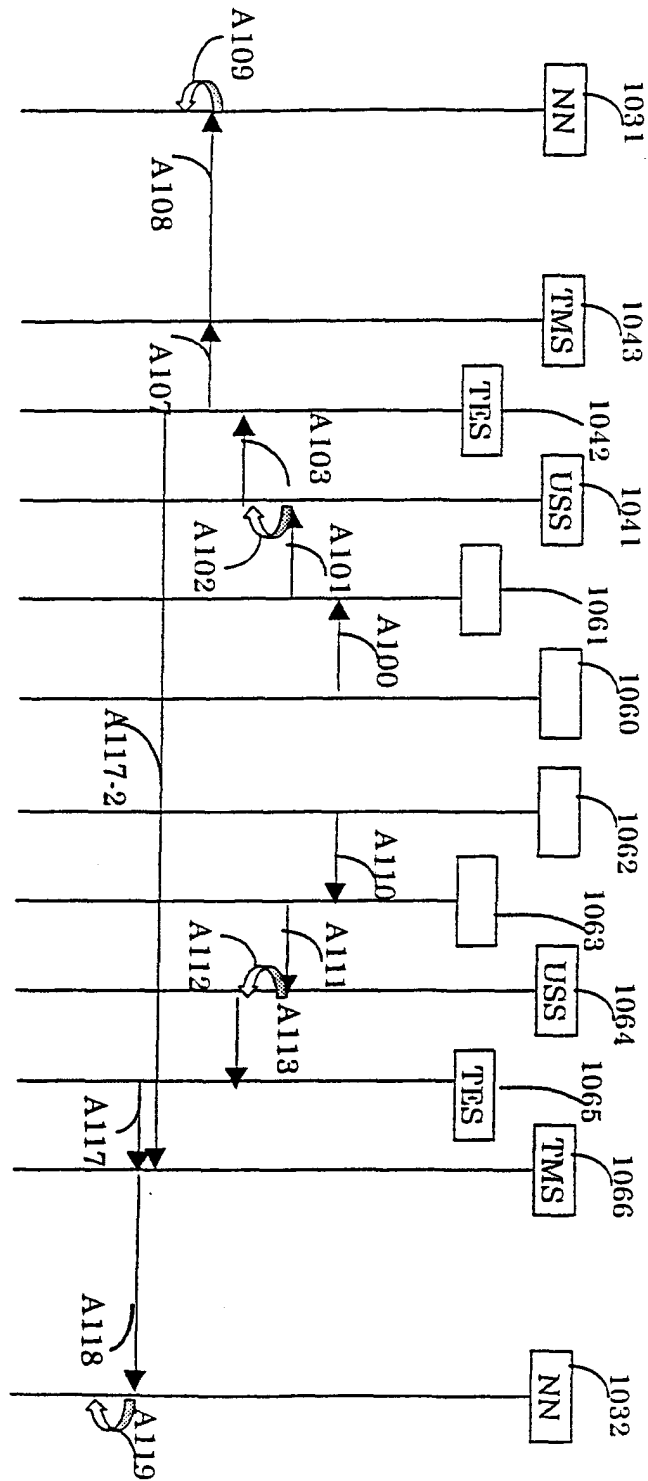 1031
NN
1043
TMS
1042
TES
1041
USS
1061
1060
1062
1063
1064
USS
1065
TES
1066
TMS
1032
NN
A100
A101
A102
A103
A107
A108
A109
A110
A111
A112
A113
A117
A117-2
A118
A119